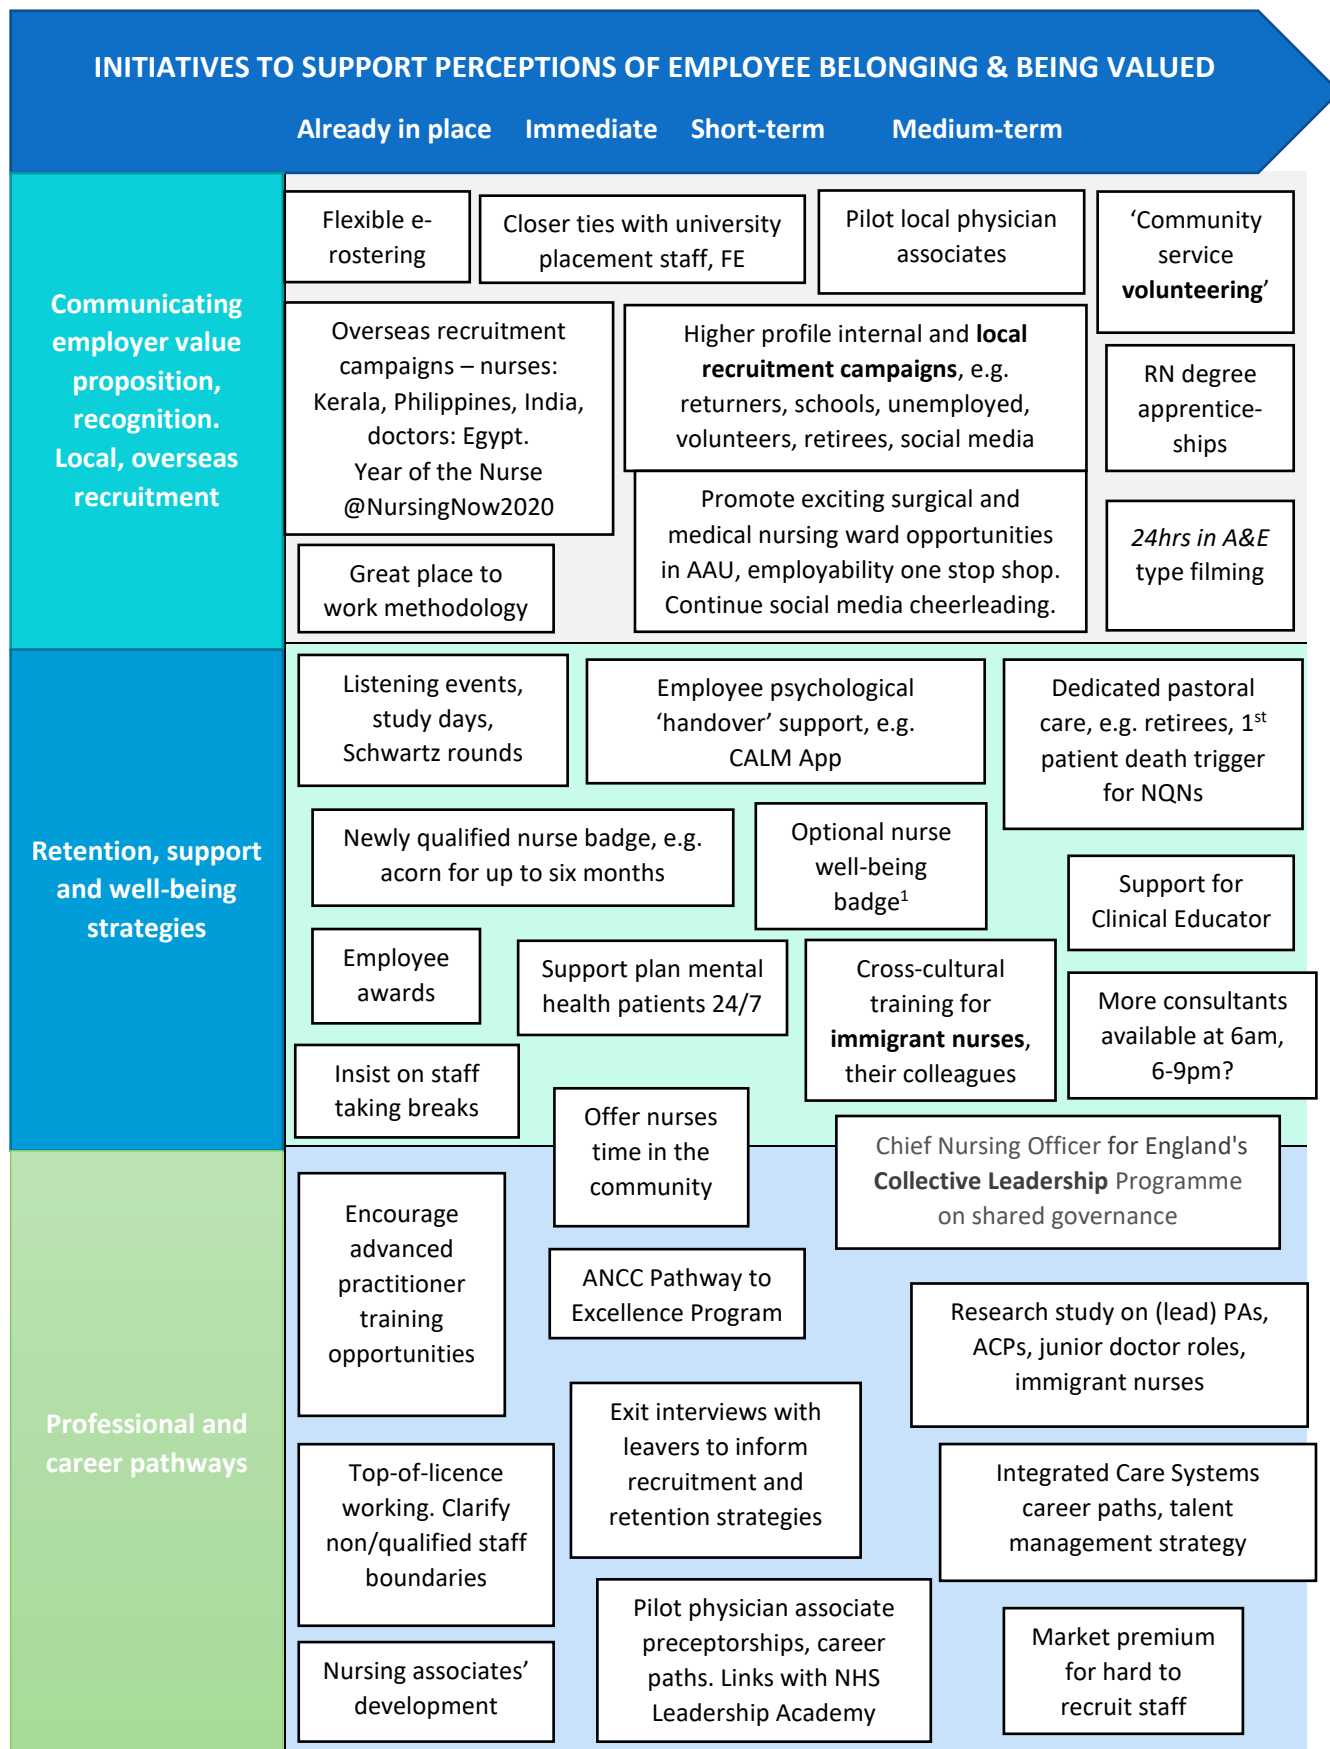 INITIATIVES TO SUPPORT PERCEPTIONS OF EMPLOYEE BELONGING & BEING VALUED
Already in place Immediate Short-term Medium-term
Communicating
employer value
proposition,
recognition.
Local, overseas
recruitment
Flexible e-
rostering
Closer ties with university
placement staff, FE
Pilot local physician
associates
‘Community
service
volunteering’
Overseas recruitment
campaigns – nurses:
Kerala, Philippines, India,
doctors: Egypt.
Year of the Nurse
@NursingNow2020
Higher profile internal and local
recruitment campaigns, e.g.
returners, schools, unemployed,
volunteers, retirees, social media
RN degree
apprentice-
ships
Great place to
work methodology
Promote exciting surgical and
medical nursing ward opportunities
in AAU, employability one stop shop.
Continue social media cheerleading.
24hrs in A&E
type filming
Retention, support
and well-being
strategies
Listening events,
study days,
Schwartz rounds
Employee psychological
‘handover’ support, e.g.
CALM App
Dedicated pastoral
care, e.g. retirees, 1st
patient death trigger
for NQNs
Newly qualified nurse badge, e.g.
acorn for up to six months
Optional nurse
well-being
badge1
Support for
Clinical Educator
Employee
awards
Support plan mental
health patients 24/7
Cross-cultural
training for
immigrant nurses,
their colleagues
More consultants
available at 6am,
6-9pm?
Insist on staff
taking breaks
Offer nurses
time in the
community
Chief Nursing Officer for England's
Collective Leadership Programme
on shared governance
Professional and
career pathways
Encourage
advanced
practitioner
training
opportunities
ANCC Pathway to
Excellence Program
Research study on (lead) PAs,
ACPs, junior doctor roles,
immigrant nurses
Exit interviews with
leavers to inform
recruitment and
retention strategies
Top-of-licence
working. Clarify
non/qualified staff
boundaries
Integrated Care Systems
career paths, talent
management strategy
Pilot physician associate
preceptorships, career
paths. Links with NHS
Leadership Academy
Market premium
for hard to
recruit staff
Nursing associates’
development